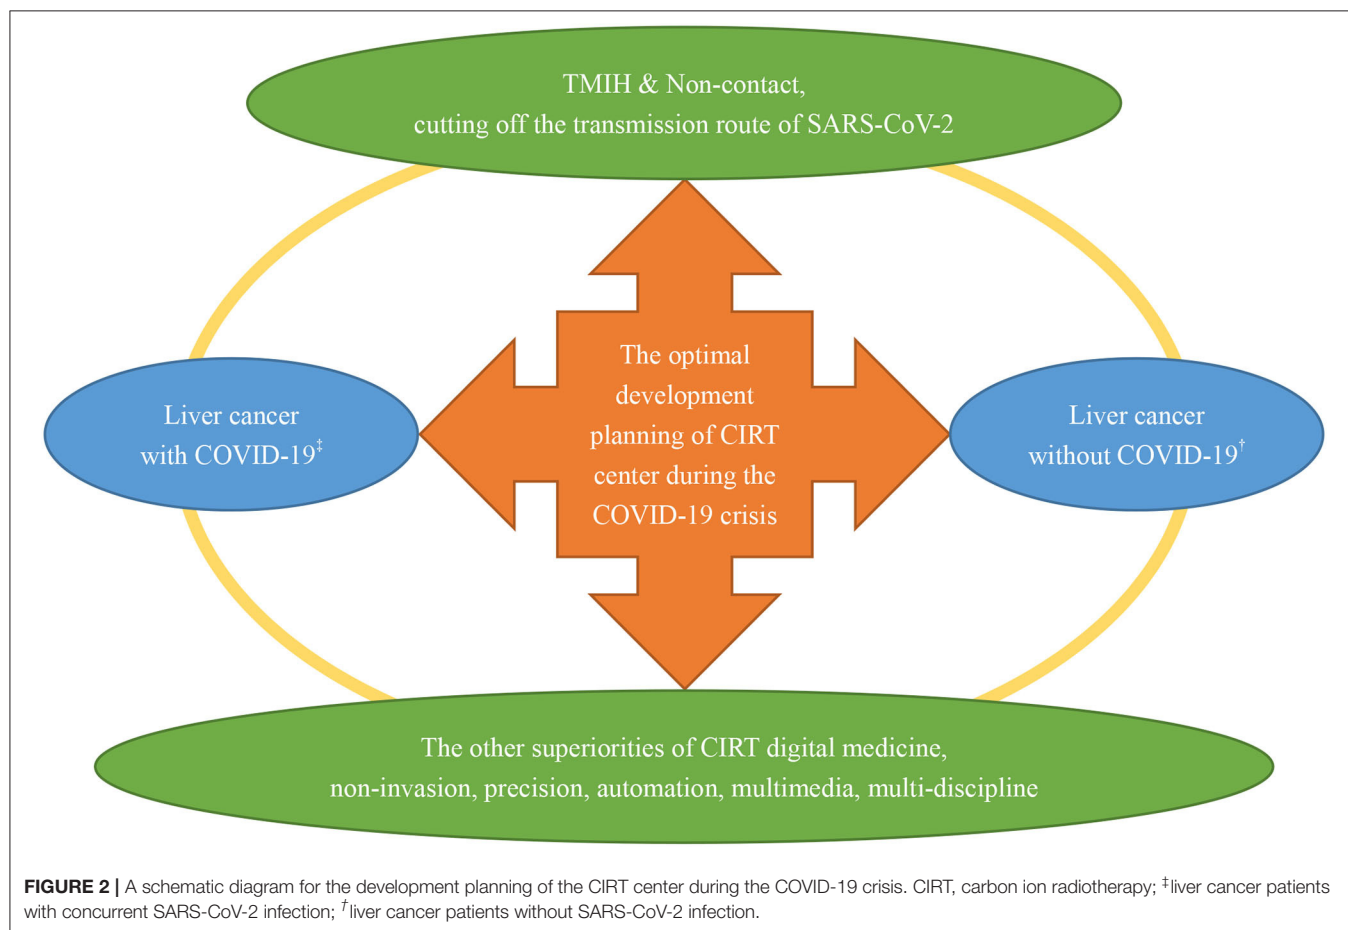 TMIH & Non-contact,
cutting off the transmission route of SARS-CoV-2
The optimal
development
planning of CIRT
center during the
COVID-19 crisis
Liver cancer
with COVID-19‡
Liver cancer
without COVID-19†
The other superiorities of CIRT digital medicine,
non-invasion, precision, automation, multimedia, multi-discipline
FIGURE 2 | A schematic diagram for the development planning of the CIRT center during the COVID-19 crisis. CIRT, carbon ion radiotherapy; ‡liver cancer patients
with concurrent SARS-CoV-2 infection; †liver cancer patients without SARS-CoV-2 infection.